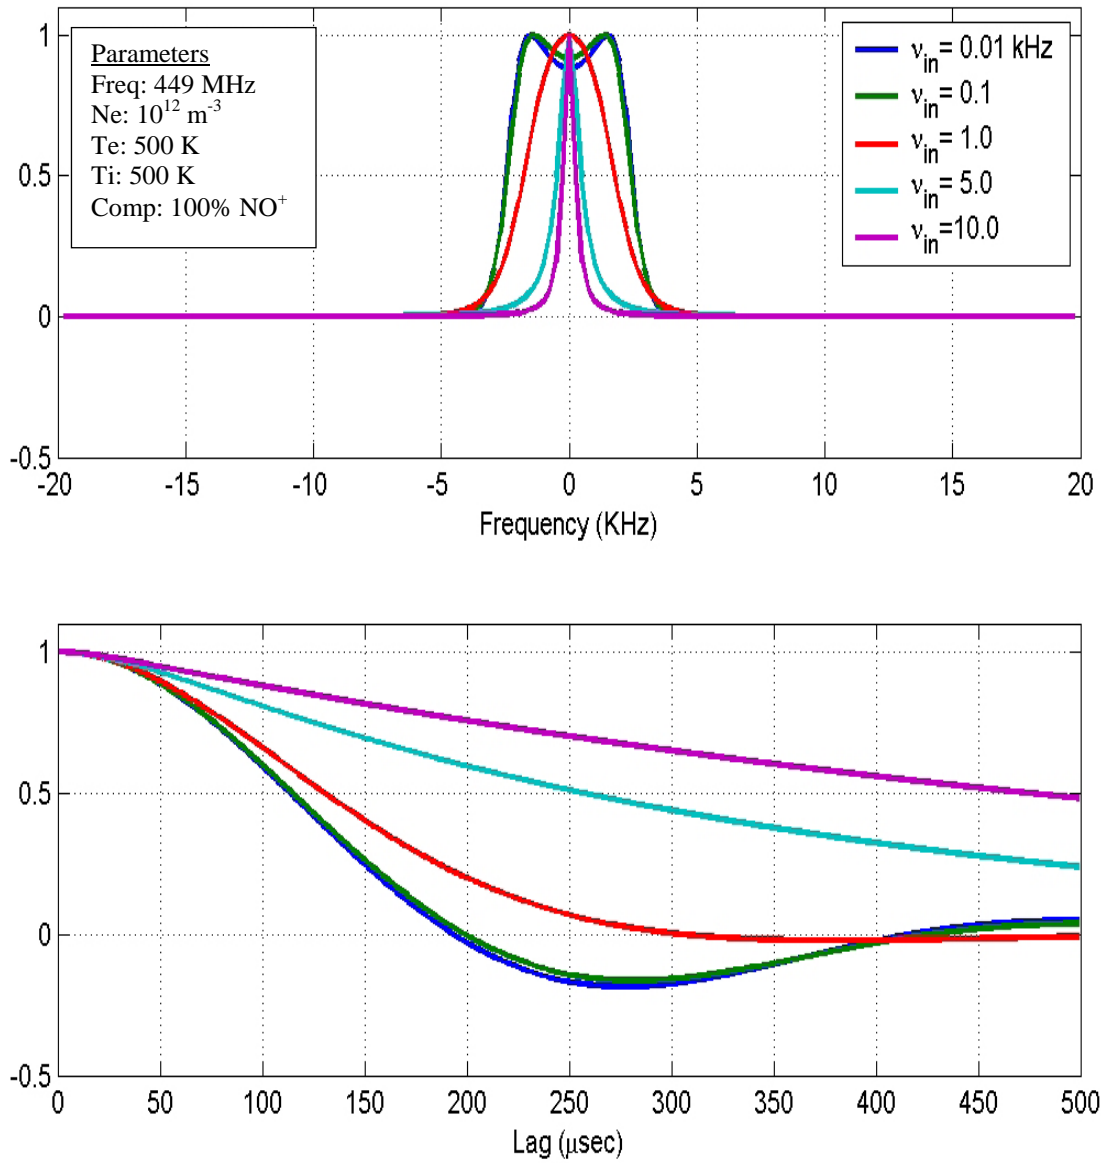 Parameters
Freq: 449 MHz
Ne: 10¹² m⁻³
Te: 500 K
Ti: 500 K
Comp: 100% NO⁺
νin= 0.01 kHz
νin= 0.1
νin= 1.0
νin= 5.0
νin=10.0
1
0.5
0
-0.5
-20 -15 -10 -5 0 5 10 15 20
Frequency (KHz)
1
0.5
0
-0.5
0 50 100 150 200 250 300 350 400 450 500
Lag (μsec)